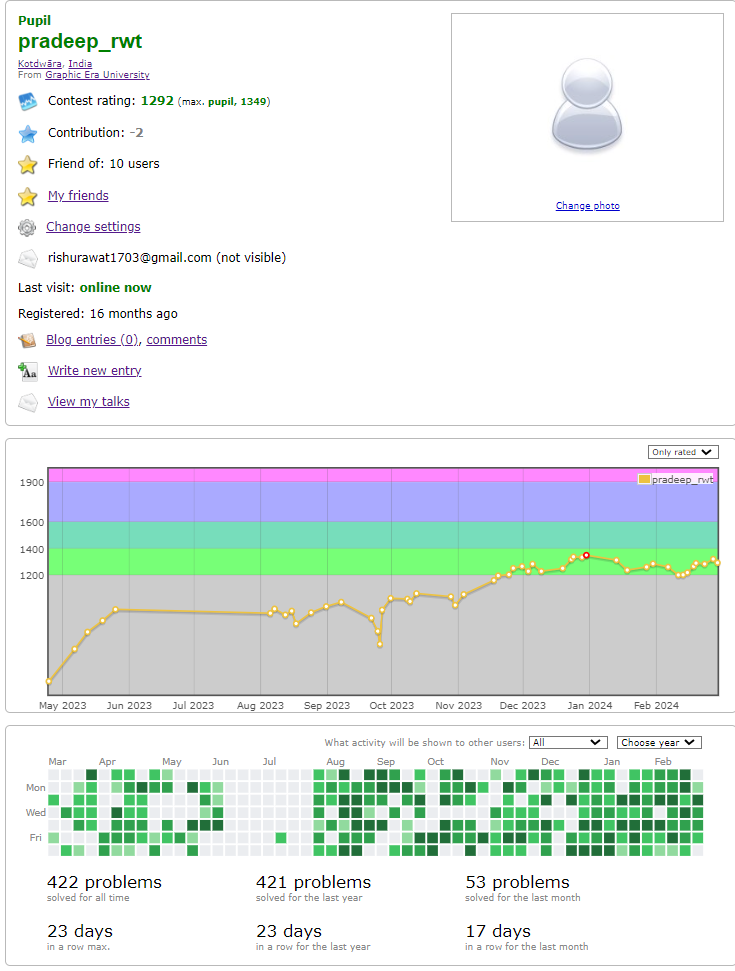 Pupil
pradeep_rwt
Kotdwāra, India
From Graphic Era University
Contest rating: 1292 (max. pupil, 1349)
Contribution: -2
Friend of: 10 users
My friends
Change settings
rishurawat1703@gmail.com (not visible)
Last visit: online now
Registered: 16 months ago
Blog entries (0), comments
Write new entry
View my talks
Change photo
Only rated
pradeep_rwt
1900
1600
1400
1200
May 2023 Jun 2023 Jul 2023 Aug 2023 Sep 2023 Oct 2023 Nov 2023 Dec 2023 Jan 2024 Feb 2024
What activity will be shown to other users: All Choose year
Mar Apr May Jun Jul Aug Sep Oct Nov Dec Jan Feb
Mon
Wed
Fri
422 problems 421 problems 53 problems
solved for all time solved for the last year solved for the last month
23 days 23 days 17 days
in a row max. in a row for the last year in a row for the last month